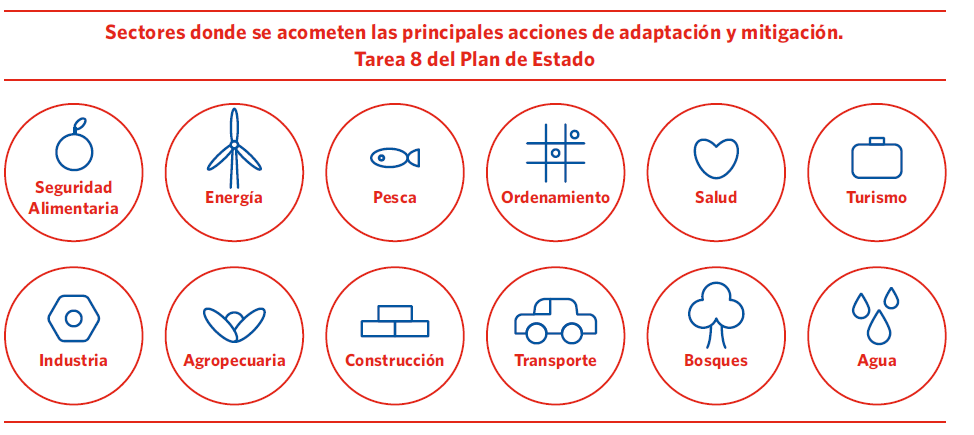 Sectores donde se acometen las principales acciones de adaptación y mitigación.
Tarea 8 del Plan de Estado
Seguridad
Alimentaria
Energía
Pesca
Ordenamiento
Salud
Turismo
Industria
Agropecuaria
Construcción
Transporte
Bosques
Agua